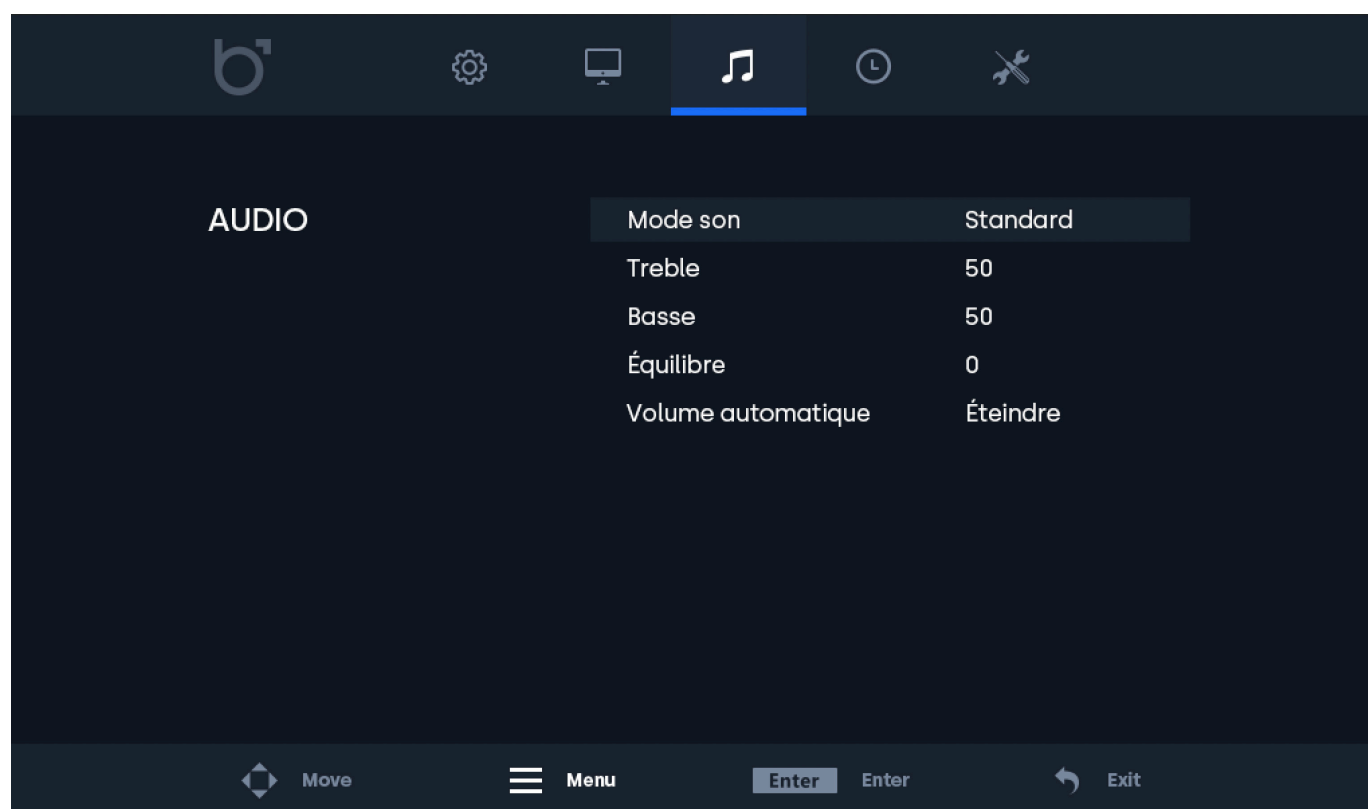 AUDIO
Mode son Standard
Treble 50
Basse 50
Équilibre 0
Volume automatique Éteindre
Move Menu Enter Enter Exit